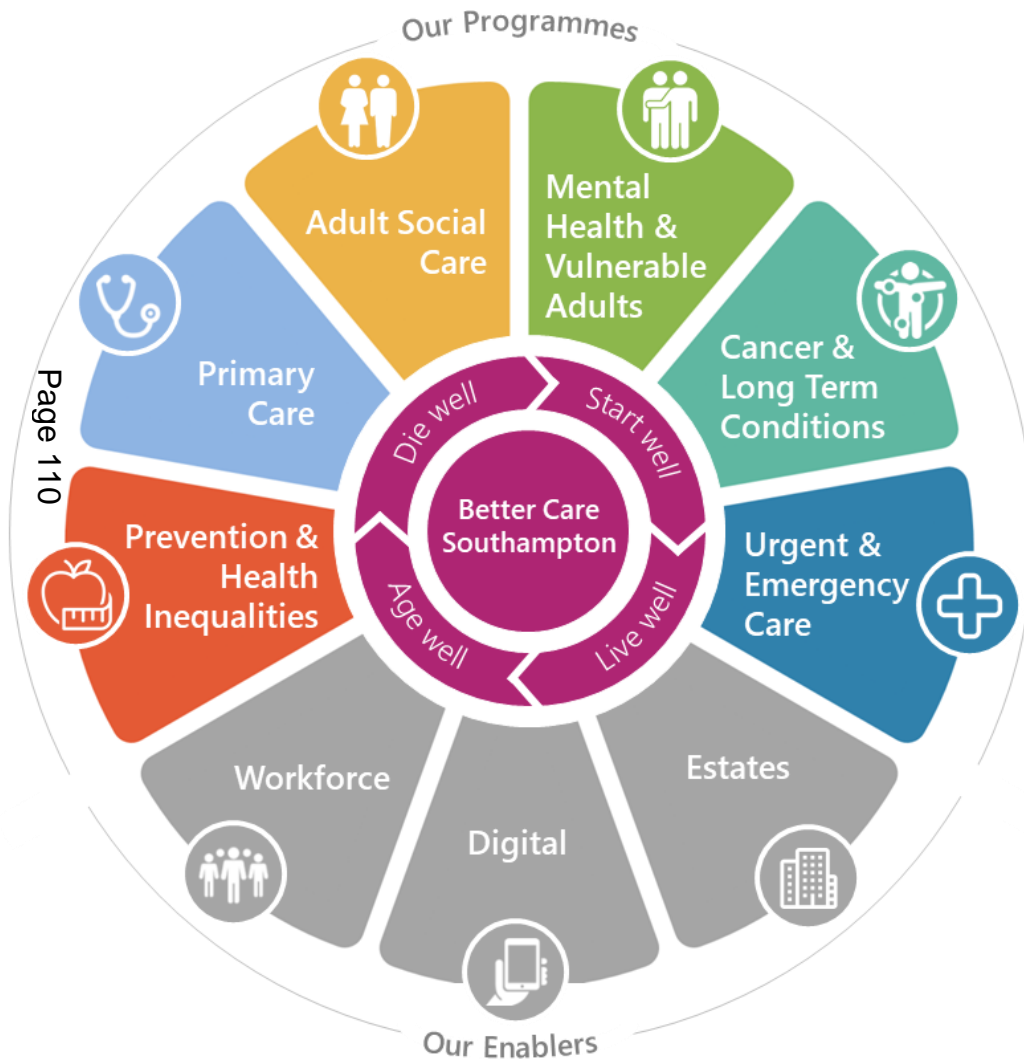 Our Programmes
Adult Social
Care
Mental
Health &
Vulnerable
Adults
Primary
Care
Cancer &
Long Term
Conditions
Page 110
Prevention &
Health
Inequalities
Die well
Start well
Better Care
Southampton
Age well
Live well
Urgent &
Emergency
Care
Workforce
Digital
Estates
Our Enablers